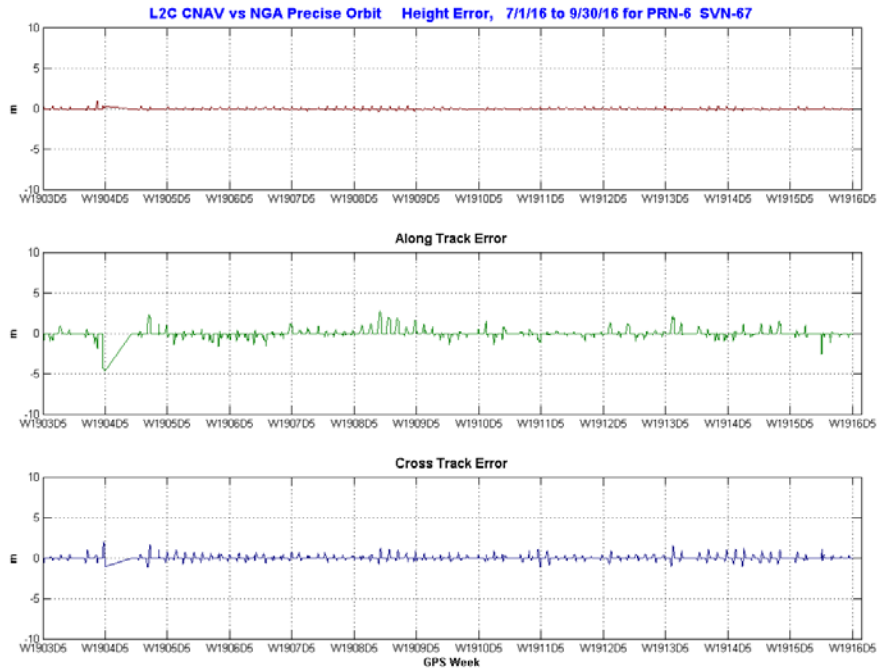 L2C CNAV vs NGA Precise Orbit Height Error, 7/1/16 to 9/30/16 for PRN-6 SVN-67
10
5
0
-5
-10
m
W1903D5 W1904D5 W1905D5 W1906D5 W1907D5 W1908D5 W1909D5 W1910D5 W1911D5 W1912D5 W1913D5 W1914D5 W1915D5 W1916D5
Along Track Error
10
5
0
-5
-10
m
W1903D5 W1904D5 W1905D5 W1906D5 W1907D5 W1908D5 W1909D5 W1910D5 W1911D5 W1912D5 W1913D5 W1914D5 W1915D5 W1916D5
Cross Track Error
10
5
0
-5
-10
m
W1903D5 W1904D5 W1905D5 W1906D5 W1907D5 W1908D5 W1909D5 W1910D5 W1911D5 W1912D5 W1913D5 W1914D5 W1915D5 W1916D5
GPS Week